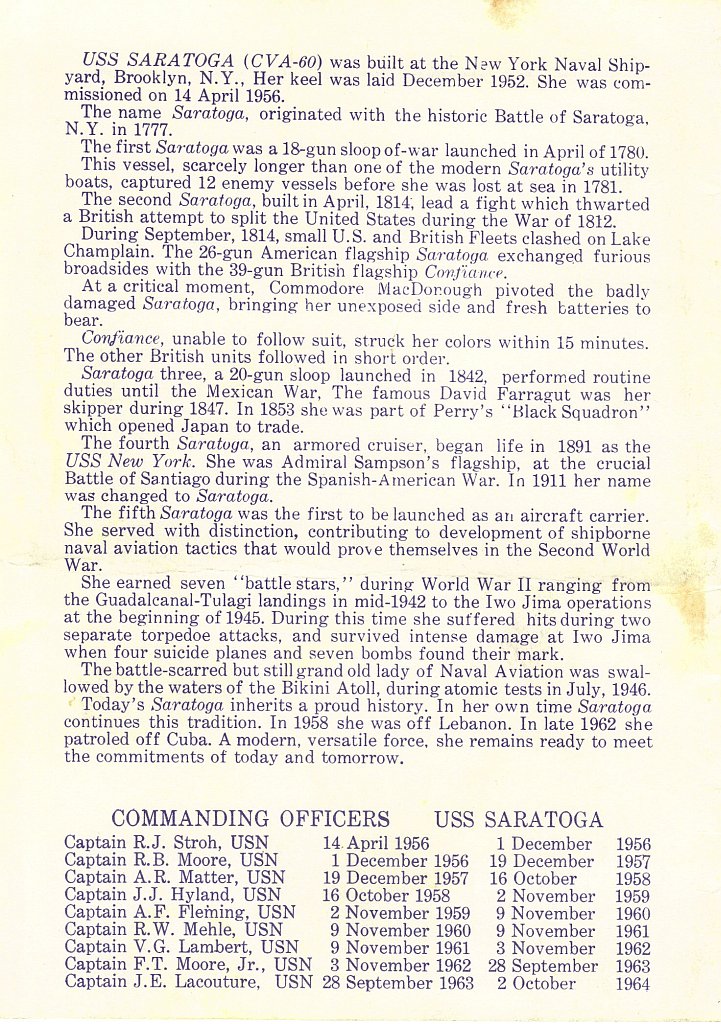 USS SARATOGA (CVA-60) was built at the New York Naval Ship-
yard, Brooklyn, N.Y., Her keel was laid December 1952. She was com-
missioned on 14 April 1956.
The name Saratoga, originated with the historic Battle of Saratoga,
N.Y. in 1777.
The first Saratoga was a 18-gun sloop of-war launched in April of 1780.
This vessel, scarcely longer than one of the modern Saratoga's utility
boats, captured 12 enemy vessels before she was lost at sea in 1781.
The second Saratoga, built in April, 1814, lead a fight which thwarted
a British attempt to split the United States during the War of 1812.
During September, 1814, small U.S. and British Fleets clashed on Lake
Champlain. The 26-gun American flagship Saratoga exchanged furious
broadsides with the 39-gun British flagship Confiance.
At a critical moment, Commodore MacDonough pivoted the badly
damaged Saratoga, bringing her unexposed side and fresh batteries to
bear.
Confiance, unable to follow suit, struck her colors within 15 minutes.
The other British units followed in short order.
Saratoga three, a 20-gun sloop launched in 1842, performed routine
duties until the Mexican War, The famous David Farragut was her
skipper during 1847. In 1853 she was part of Perry's "Black Squadron"
which opened Japan to trade.
The fourth Saratoga, an armored cruiser, began life in 1891 as the
USS New York. She was Admiral Sampson's flagship, at the crucial
Battle of Santiago during the Spanish-American War. In 1911 her name
was changed to Saratoga.
The fifth Saratoga was the first to be launched as an aircraft carrier.
She served with distinction, contributing to development of shipborne
naval aviation tactics that would prove themselves in the Second World
War.
She earned seven "battle stars," during World War II ranging from
the Guadalcanal-Tulagi landings in mid-1942 to the Iwo Jima operations
at the beginning of 1945. During this time she suffered hits during two
separate torpedoe attacks, and survived intense damage at Iwo Jima
when four suicide planes and seven bombs found their mark.
The battle-scarred but still grand old lady of Naval Aviation was swal-
lowed by the waters of the Bikini Atoll, during atomic tests in July, 1946.
Today's Saratoga inherits a proud history. In her own time Saratoga
continues this tradition. In 1958 she was off Lebanon. In late 1962 she
patroled off Cuba. A modern, versatile force, she remains ready to meet
the commitments of today and tomorrow.
COMMANDING OFFICERS USS SARATOGA
Captain R.J. Stroh, USN 14 April 1956 1 December 1956
Captain R.B. Moore, USN 1 December 1956 19 December 1957
Captain A.R. Matter, USN 19 December 1957 16 October 1958
Captain J.J. Hyland, USN 16 October 1958 2 November 1959
Captain A.F. Fleming, USN 2 November 1959 9 November 1960
Captain R.W. Mehle, USN 9 November 1960 9 November 1961
Captain V.G. Lambert, USN 9 November 1961 3 November 1962
Captain F.T. Moore, Jr., USN 3 November 1962 28 September 1963
Captain J.E. Lacouture, USN 28 September 1963 2 October 1964